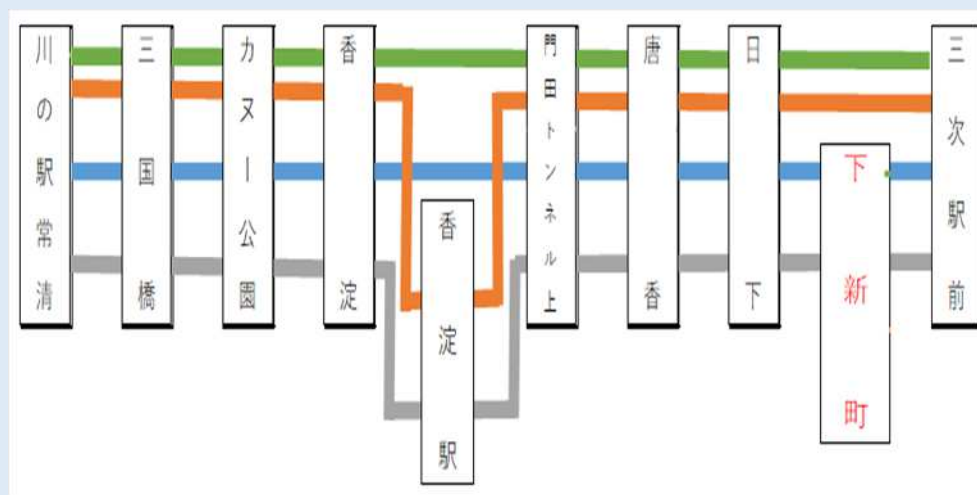 川の駅常清
三国橋
カヌー公園
香淀
香淀駅
門田トンネル上
唐香
日下
下新町
三次駅前